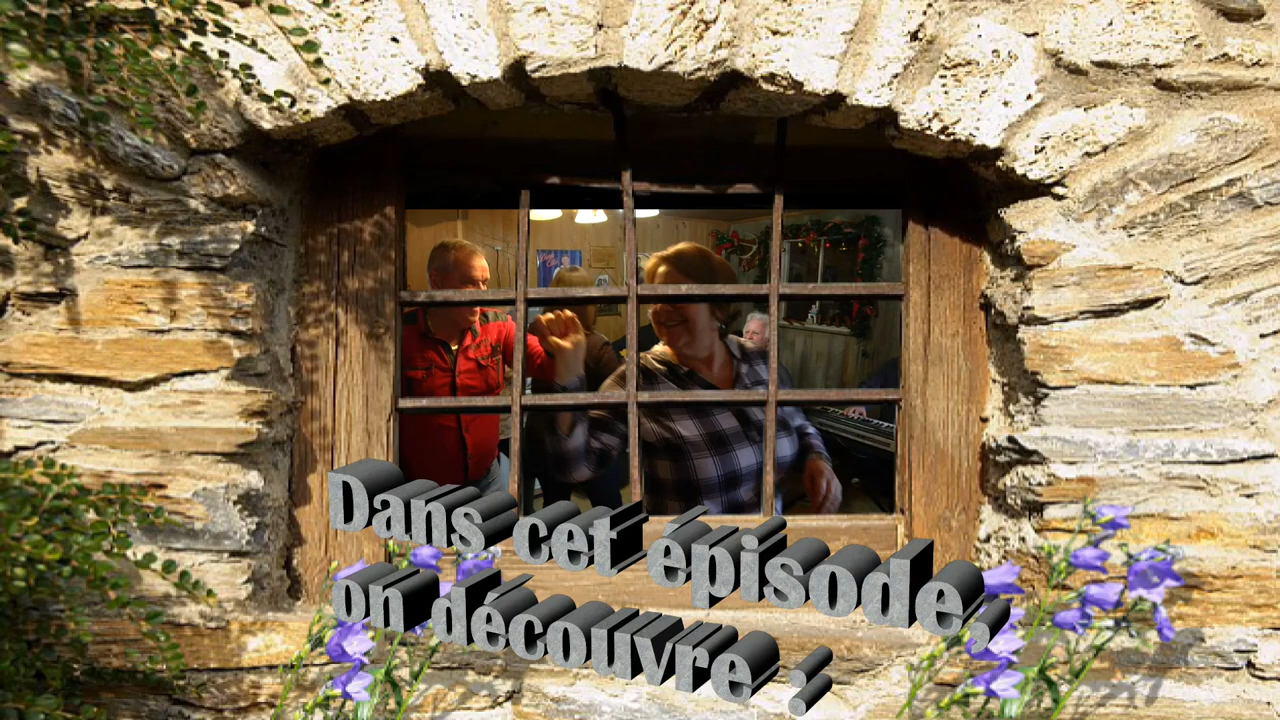 Dans cet épisode,
on découvre :